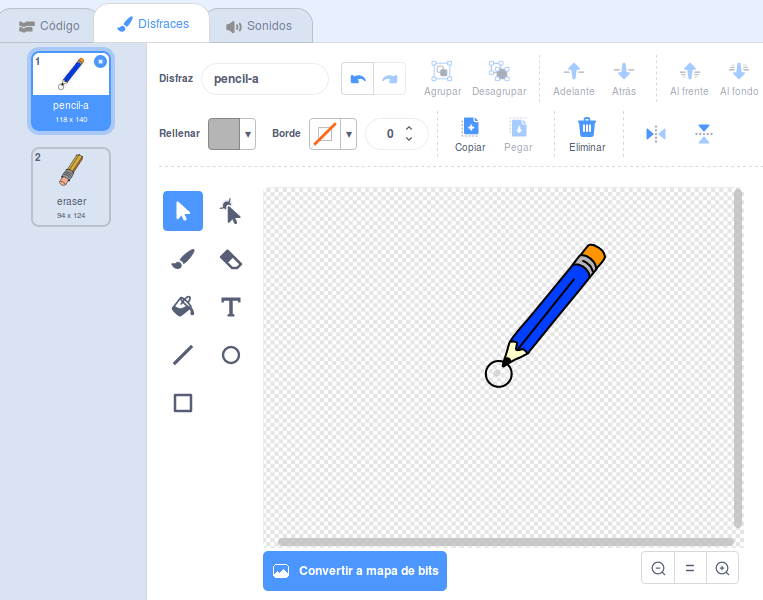 Código
Disfraces
Sonidos
1
pencil-a
118 x 140
2
eraser
94 x 124
Disfraz
pencil-a
Agrupar
Desagrupar
Adelante
Atrás
Al frente
Al fondo
Rellenar
Borde
0
Copiar
Pegar
Eliminar
T
Convertir a mapa de bits